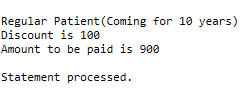 Regular Patient(Coming for 10 years)
Discount is 100
Amount to be paid is 900
Statement processed.